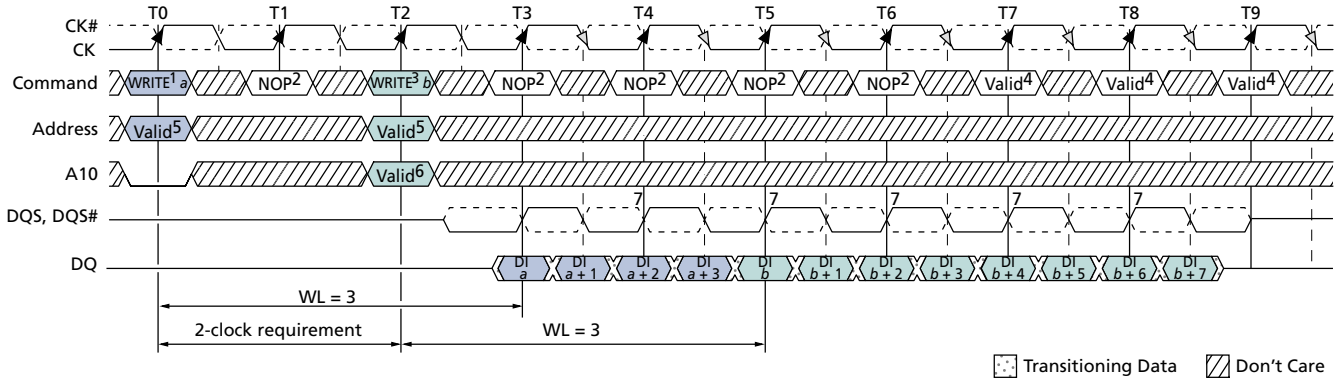 T0 T1 T2 T3 T4 T5 T6 T7 T8 T9
CK#
CK
Command WRITE1 a NOP2 WRITE3 b NOP2 NOP2 NOP2 NOP2 Valid4 Valid4 Valid4
Address Valid5 Valid5
A10 Valid6
7 7 7 7 7
DQS, DQS#
DQ DI a DI a + 1 DI a + 2 DI a + 3 DI b DI b + 1 DI b + 2 DI b + 3 DI b + 4 DI b + 5 DI b + 6 DI b + 7
WL = 3
2-clock requirement WL = 3
Transitioning Data Don't Care